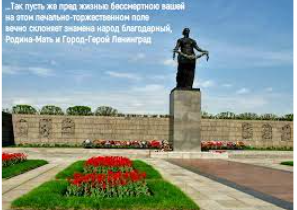 ...Так пусть же пред жизнью бессмертною вашей
на этом печально-торжественном поле
вечно склоняет знамена народ благодарный,
Родина-Мать и Город-Герой Ленинград